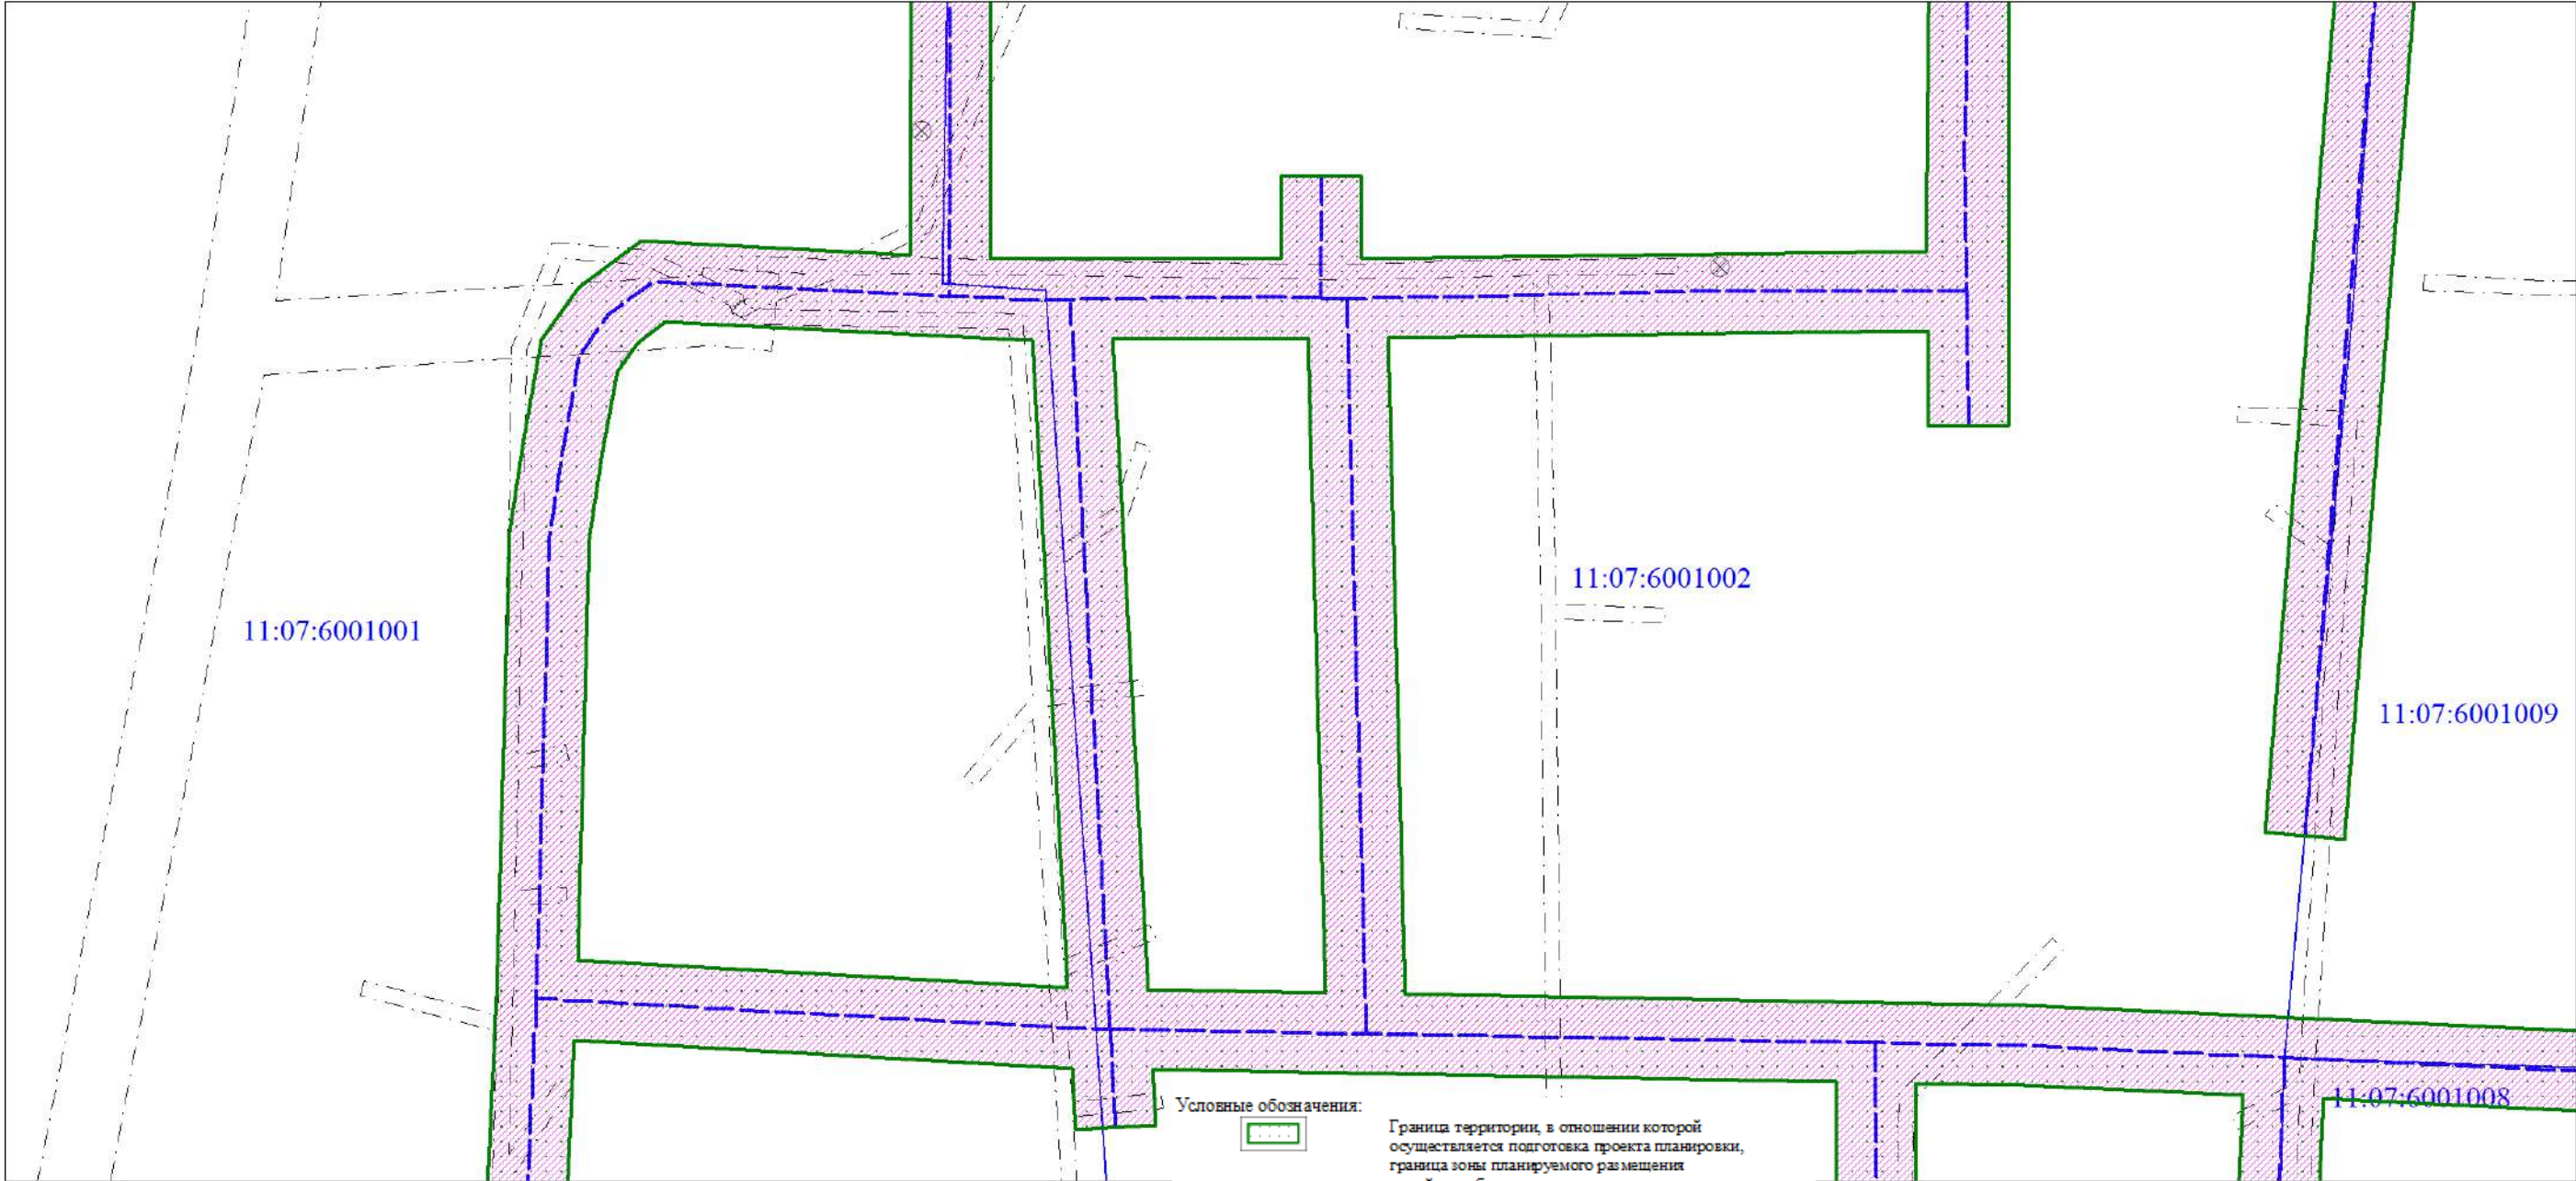 11:07:6001002
11:07:6001001
11:07:6001009
11:07:6001008
Условные обозначения:
Граница территории, в отношении которой
осуществляется подготовка проекта планировки,
граница зоны планируемого размещения